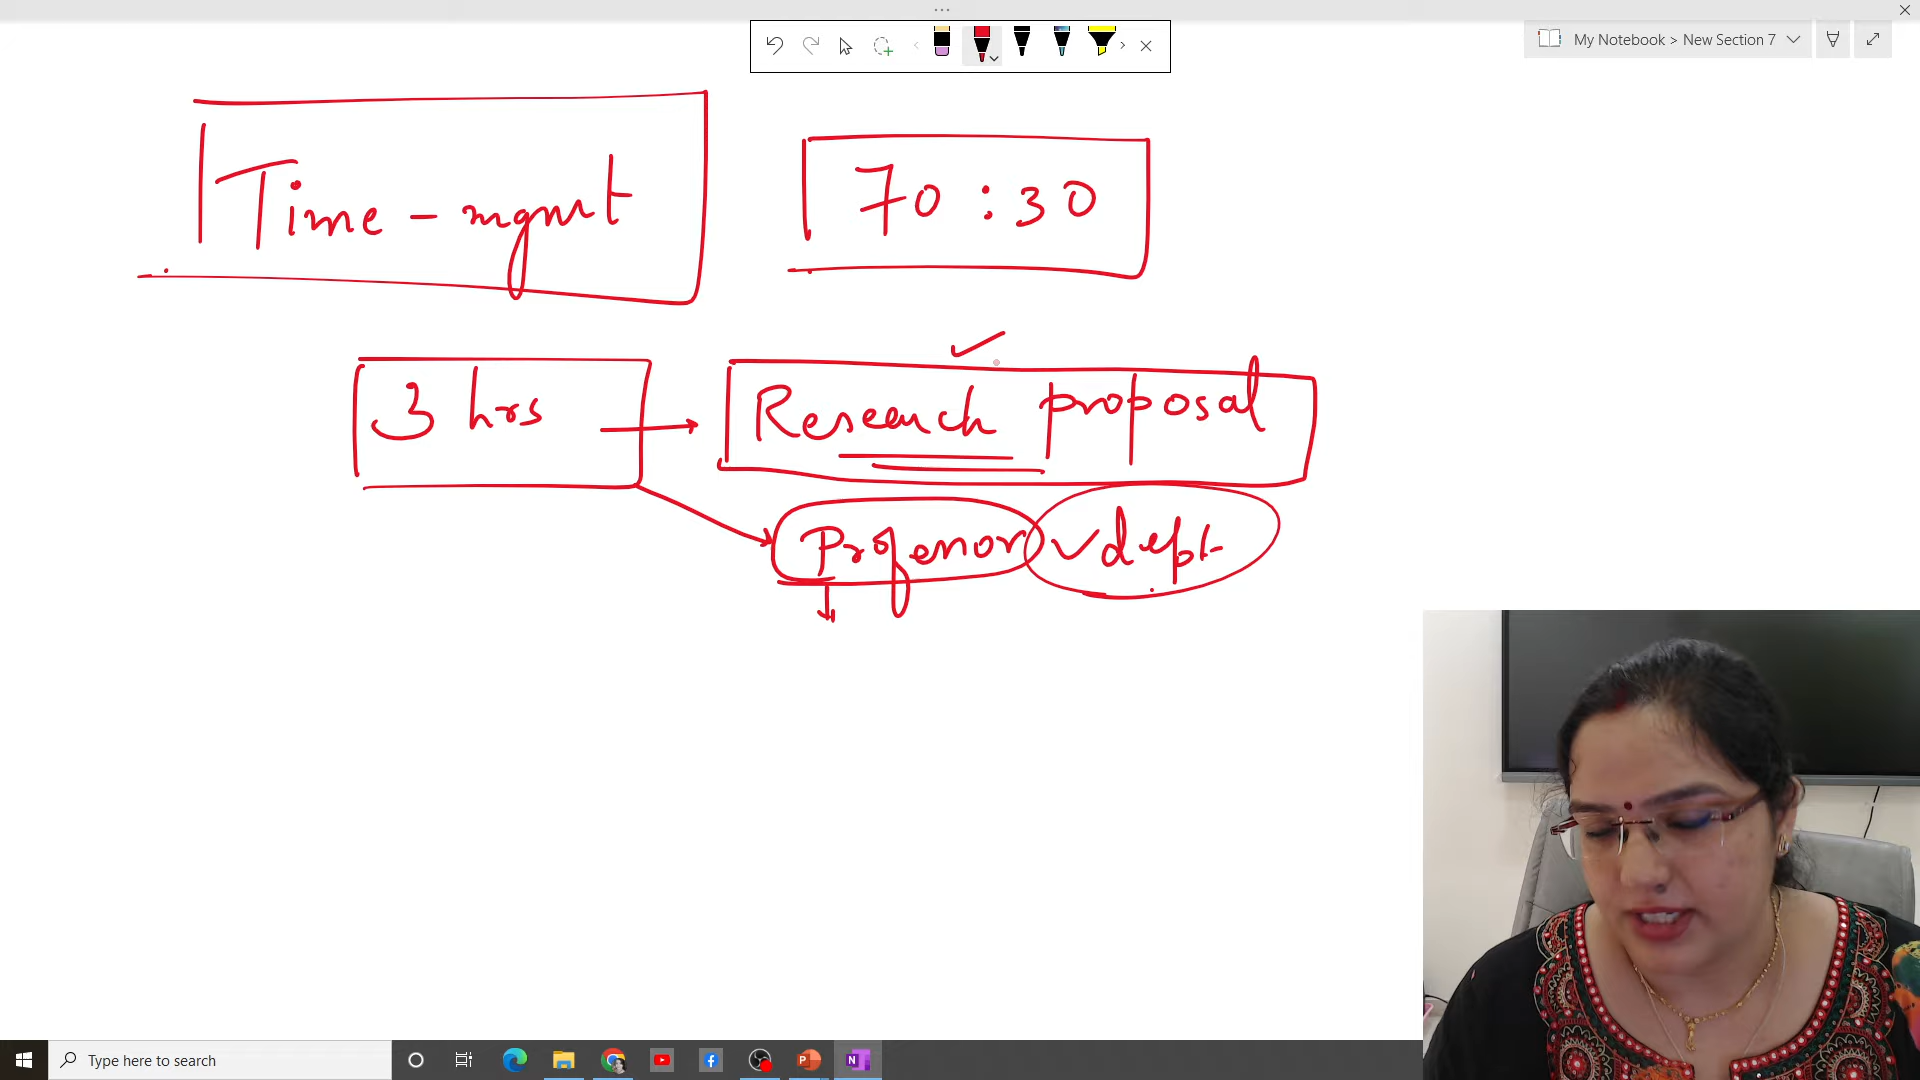 ...
My Notebook > New Section 7
Time - mgmt
70 : 30
3 hrs
Research proposal
Professor dept
Type here to search